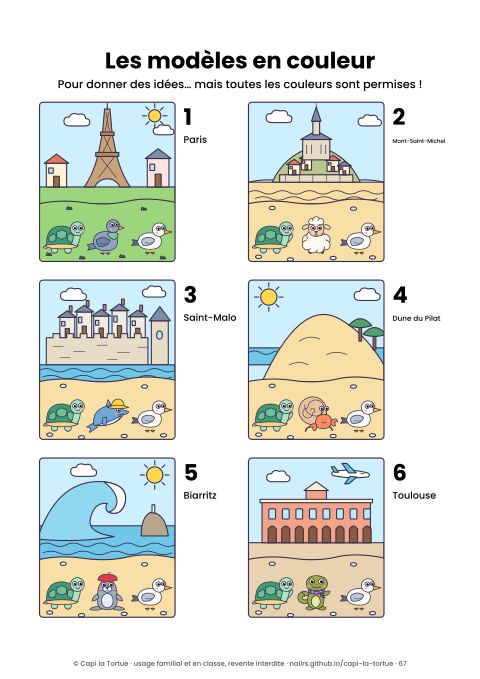 Les modèles en couleur
Pour donner des idées… mais toutes les couleurs sont permises !
1
Paris
2
Mont-Saint-Michel
3
Saint-Malo
4
Dune du Pilat
5
Biarritz
6
Toulouse
© Capi la Tortue · usage familial et en classe, revente interdite · nailrs.github.io/capi-la-tortue · 67